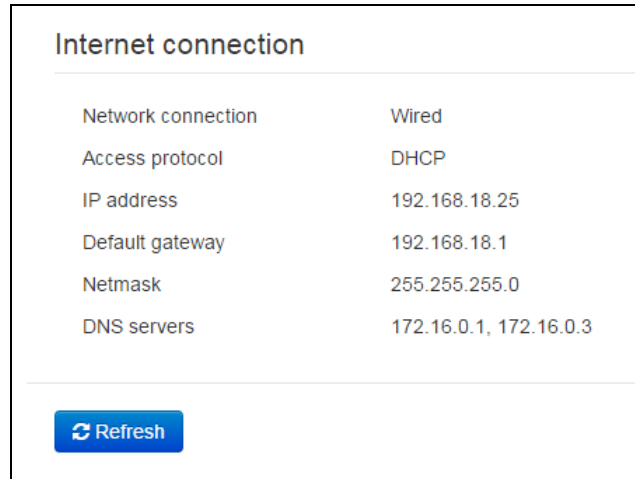 Internet connection
Network connection Wired
Access protocol DHCP
IP address 192.168.18.25
Default gateway 192.168.18.1
Netmask 255.255.255.0
DNS servers 172.16.0.1, 172.16.0.3
Refresh